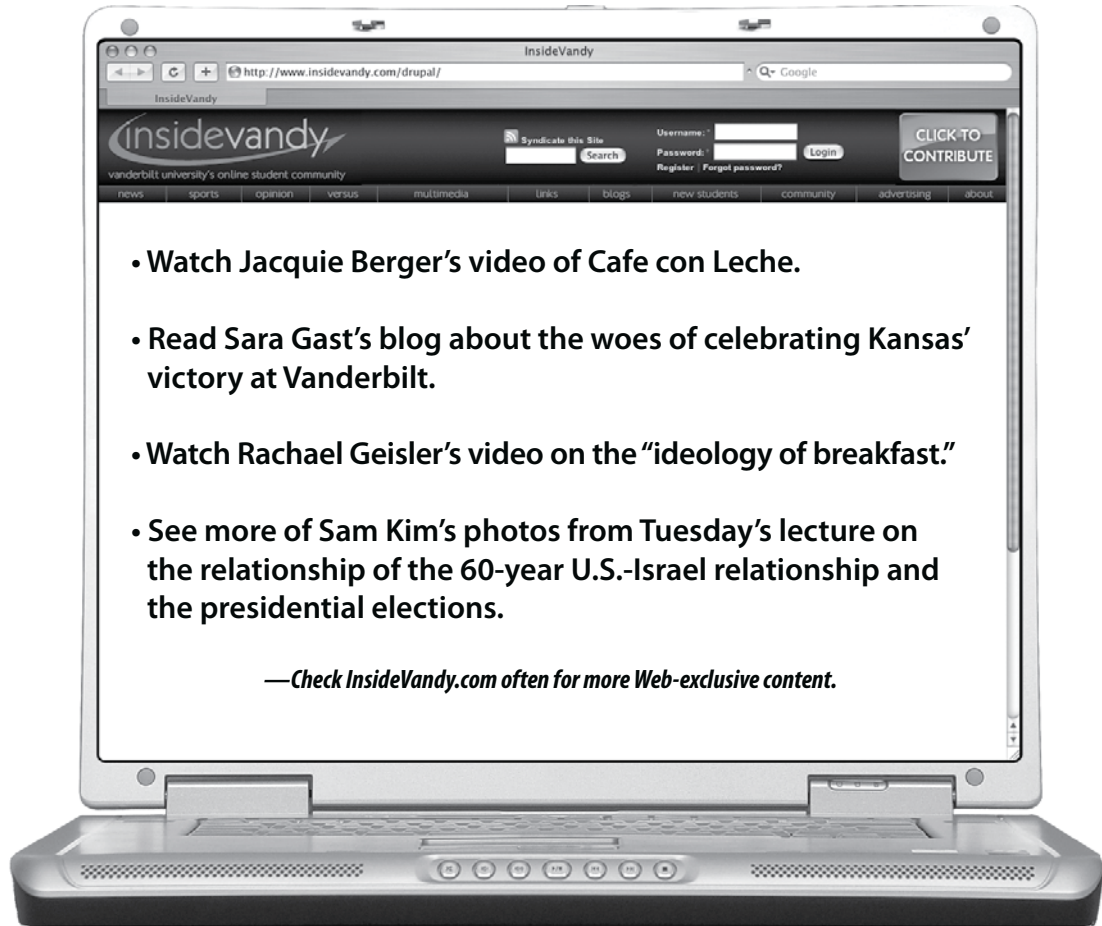 InsideVandy
http://www.insidevandy.com/drupal/
Google
InsideVandy
insidevandy
vanderbilt university's online student community
Syndicate this Site
Search
Username: *
Password: *
Login
Register | Forgot password?
CLICK TO
CONTRIBUTE
news sports opinion versus multimedia links blogs new students community advertising about
• Watch Jacquie Berger’s video of Cafe con Leche.
• Read Sara Gast’s blog about the woes of celebrating Kansas’
victory at Vanderbilt.
• Watch Rachael Geisler’s video on the “ideology of breakfast.”
• See more of Sam Kim’s photos from Tuesday’s lecture on
the relationship of the 60-year U.S.-Israel relationship and
the presidential elections.
—Check InsideVandy.com often for more Web-exclusive content.